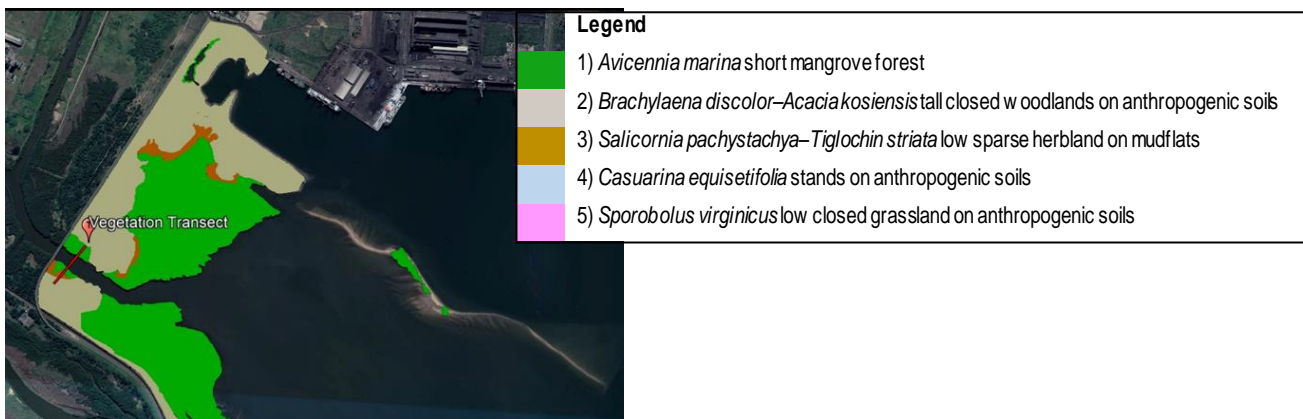 Legend
1) Avicennia marina short mangrove forest
2) Brachylaena discolor–Acacia kosiensis tall closed woodlands on anthropogenic soils
3) Salicornia pachystachya–Tiglochin striata low sparse herbland on mudflats
4) Casuarina equisetifolia stands on anthropogenic soils
5) Sporobolus virginicus low closed grassland on anthropogenic soils
Vegetation Transect